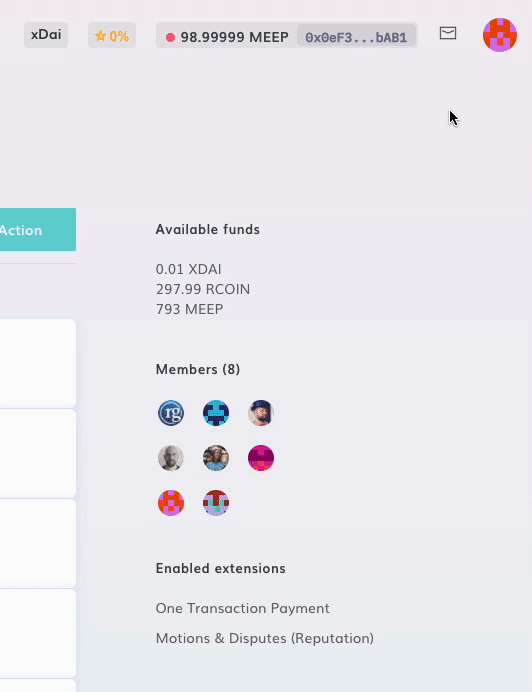 xDai
0%
98.99999 MEEP 0x0eF3...bAB1
Action
Available funds
0.01 XDAI
297.99 RCOIN
793 MEEP
Members (8)
rg
Enabled extensions
One Transaction Payment
Motions & Disputes (Reputation)